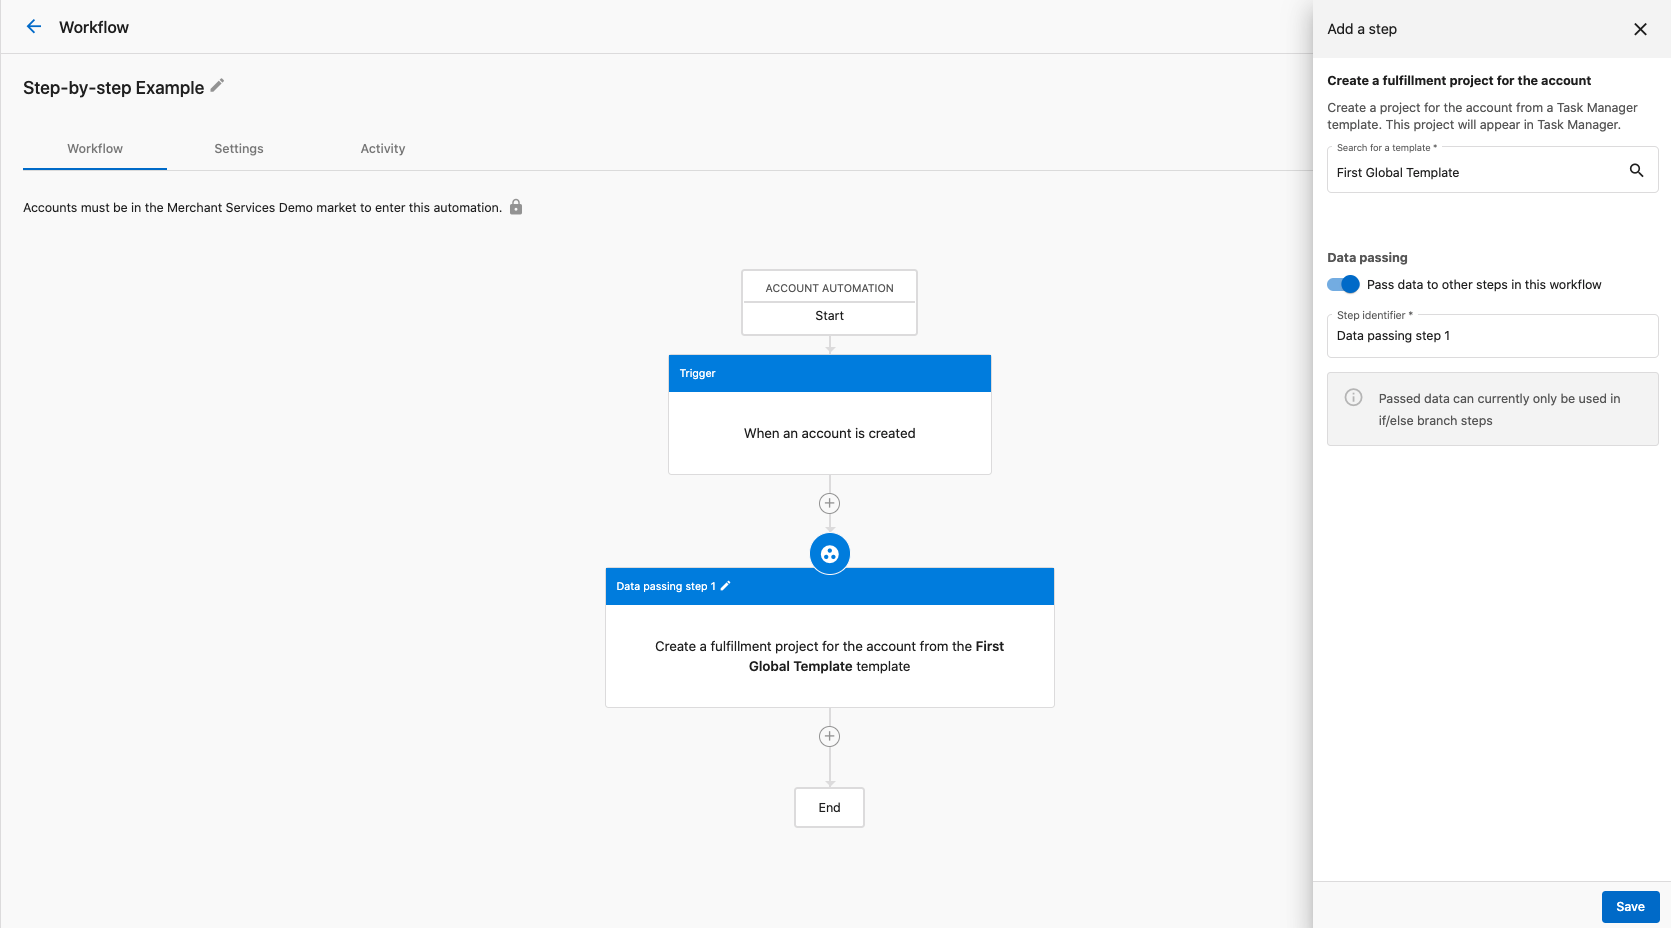 Workflow
Step-by-step Example
Workflow
Settings
Activity
Accounts must be in the Merchant Services Demo market to enter this automation.
ACCOUNT AUTOMATION
Start
Trigger
When an account is created
Data passing step 1
Create a fulfillment project for the account from the First
Global Template template
End
Add a step
Create a fulfillment project for the account
Create a project for the account from a Task Manager
template. This project will appear in Task Manager.
Search for a template *
First Global Template
Data passing
Pass data to other steps in this workflow
Step identifier *
Data passing step 1
Passed data can currently only be used in
if/else branch steps
Save